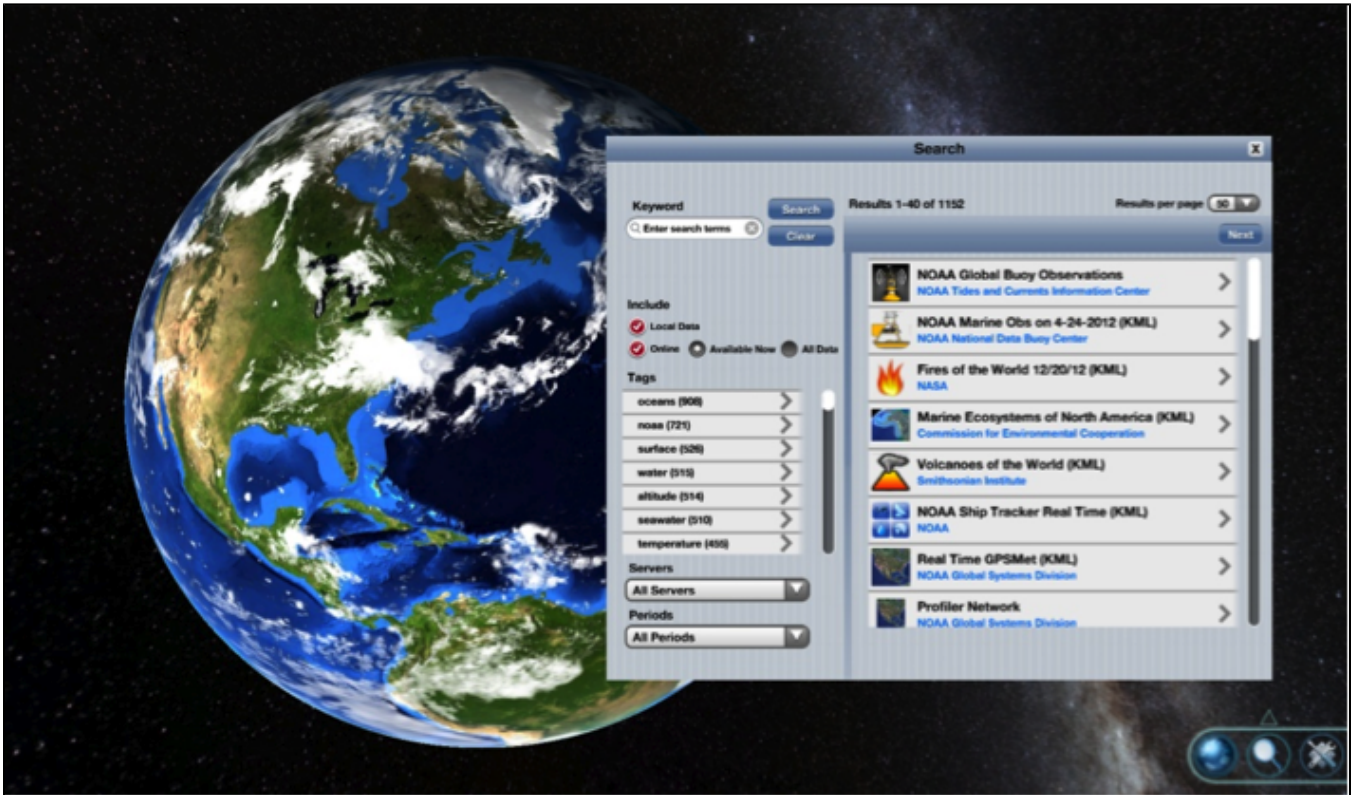 Search
X
Keyword
Search
Enter search terms
Clear
Include
Local Data
Online
Available Now
All Data
Tags
oceans (908)
noaa (721)
surface (526)
water (515)
altitude (514)
seawater (510)
temperature (455)
Servers
All Servers
Periods
All Periods
Results 1-40 of 1152
Results per page
50
Next
NOAA Global Buoy Observations
NOAA Tides and Currents Information Center
NOAA Marine Obs on 4-24-2012 (KML)
NOAA National Data Buoy Center
Fires of the World 12/20/12 (KML)
NASA
Marine Ecosystems of North America (KML)
Commission for Environmental Cooperation
Volcanoes of the World (KML)
Smithsonian Institute
NOAA Ship Tracker Real Time (KML)
NOAA
Real Time GPSMet (KML)
NOAA Global Systems Division
Profiler Network
NOAA Global Systems Division